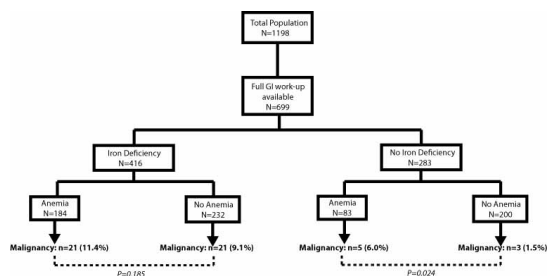 Total Population
N=1198
Full GI work-up
available
N=699
Iron Deficiency
N=416
No Iron Deficiency
N=283
Anemia
N=184
No Anemia
N=232
Anemia
N=83
No Anemia
N=200
Malignancy: n=21 (11.4%)
Malignancy: n=21 (9.1%)
Malignancy: n=5 (6.0%)
Malignancy: n=3 (1.5%)
P=0.185
P=0.024